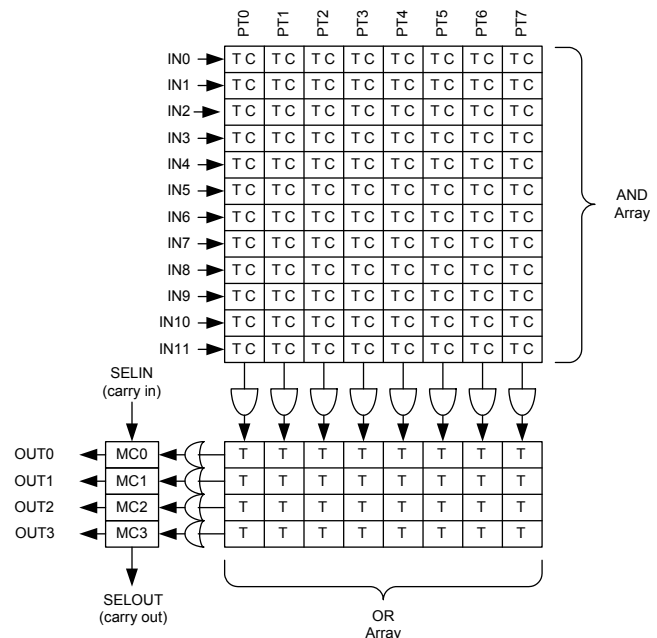 PT0 PT1 PT2 PT3 PT4 PT5 PT6 PT7
IN0 T C T C T C T C T C T C T C T C
IN1 T C T C T C T C T C T C T C T C
IN2 T C T C T C T C T C T C T C T C
IN3 T C T C T C T C T C T C T C T C
IN4 T C T C T C T C T C T C T C T C
IN5 T C T C T C T C T C T C T C T C
IN6 T C T C T C T C T C T C T C T C
IN7 T C T C T C T C T C T C T C T C
IN8 T C T C T C T C T C T C T C T C
IN9 T C T C T C T C T C T C T C T C
IN10 T C T C T C T C T C T C T C T C
IN11 T C T C T C T C T C T C T C T C
AND
Array
SELIN
(carry in)
OUT0 MC0 T T T T T T T T
OUT1 MC1 T T T T T T T T
OUT2 MC2 T T T T T T T T
OUT3 MC3 T T T T T T T T
SELOUT
(carry out)
OR
Array